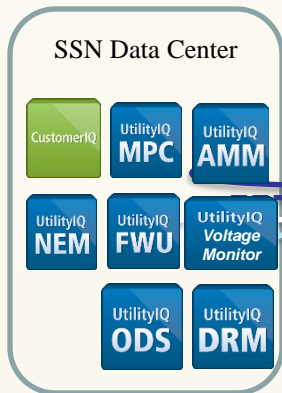 SSN Data Center
CustomerIQ
UtilityIQ
MPC
UtilityIQ
AMM
UtilityIQ
NEM
UtilityIQ
FWU
UtilityIQ
Voltage
Monitor
UtilityIQ
ODS
UtilityIQ
DRM